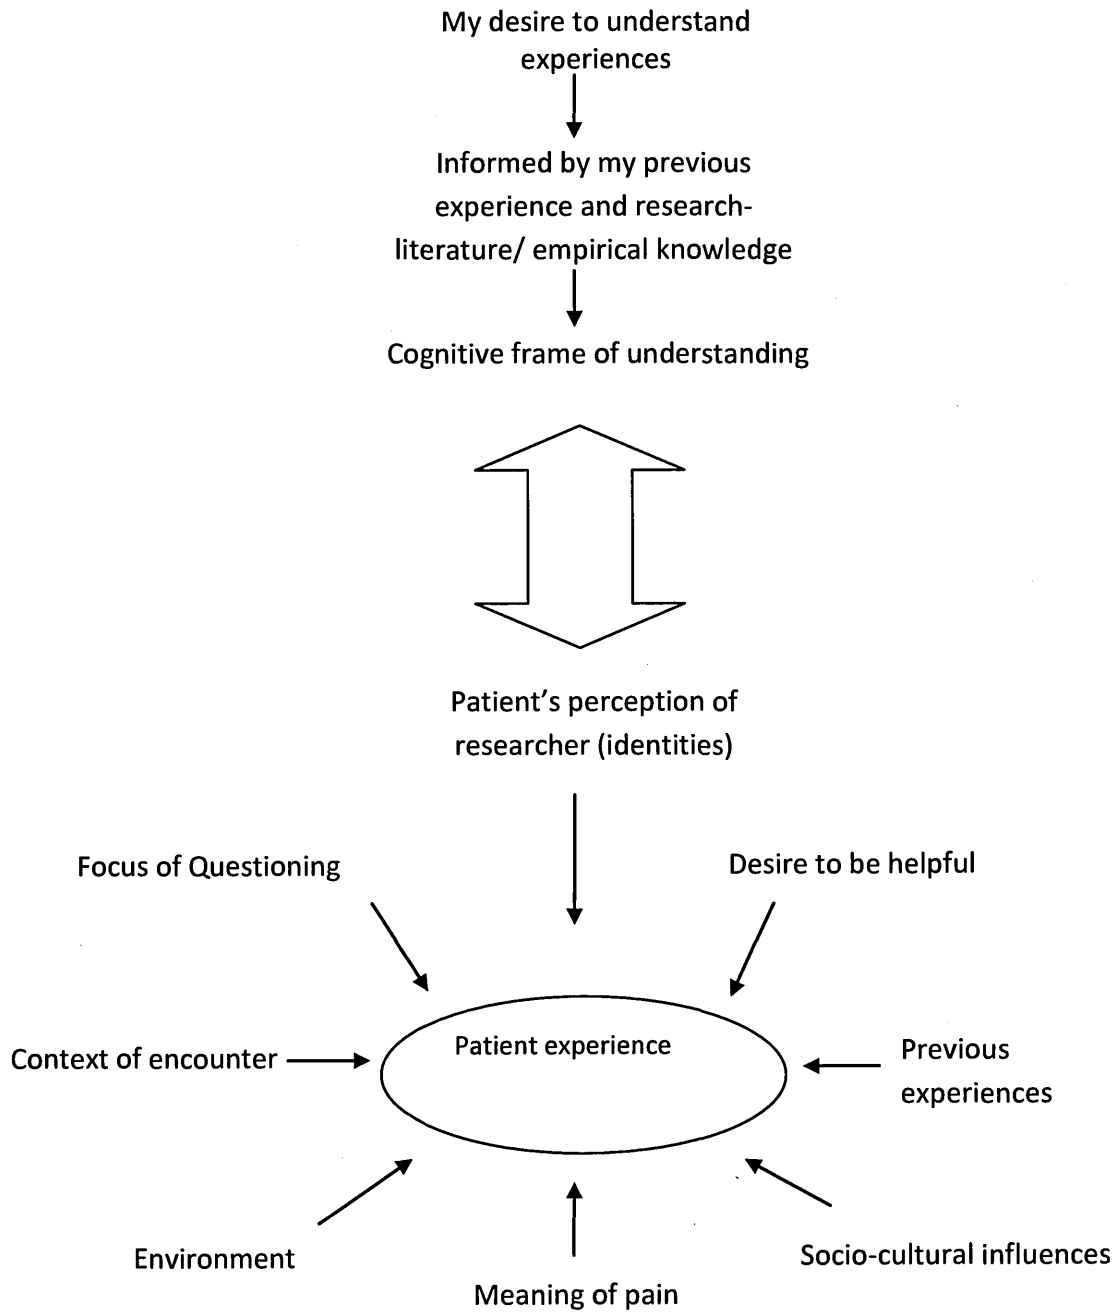 My desire to understand
experiences
Informed by my previous
experience and research-
literature/ empirical knowledge
Cognitive frame of understanding
Patient's perception of
researcher (identities)
Focus of Questioning
Desire to be helpful
Patient experience
Context of encounter
Previous
experiences
Environment
Socio-cultural influences
Meaning of pain